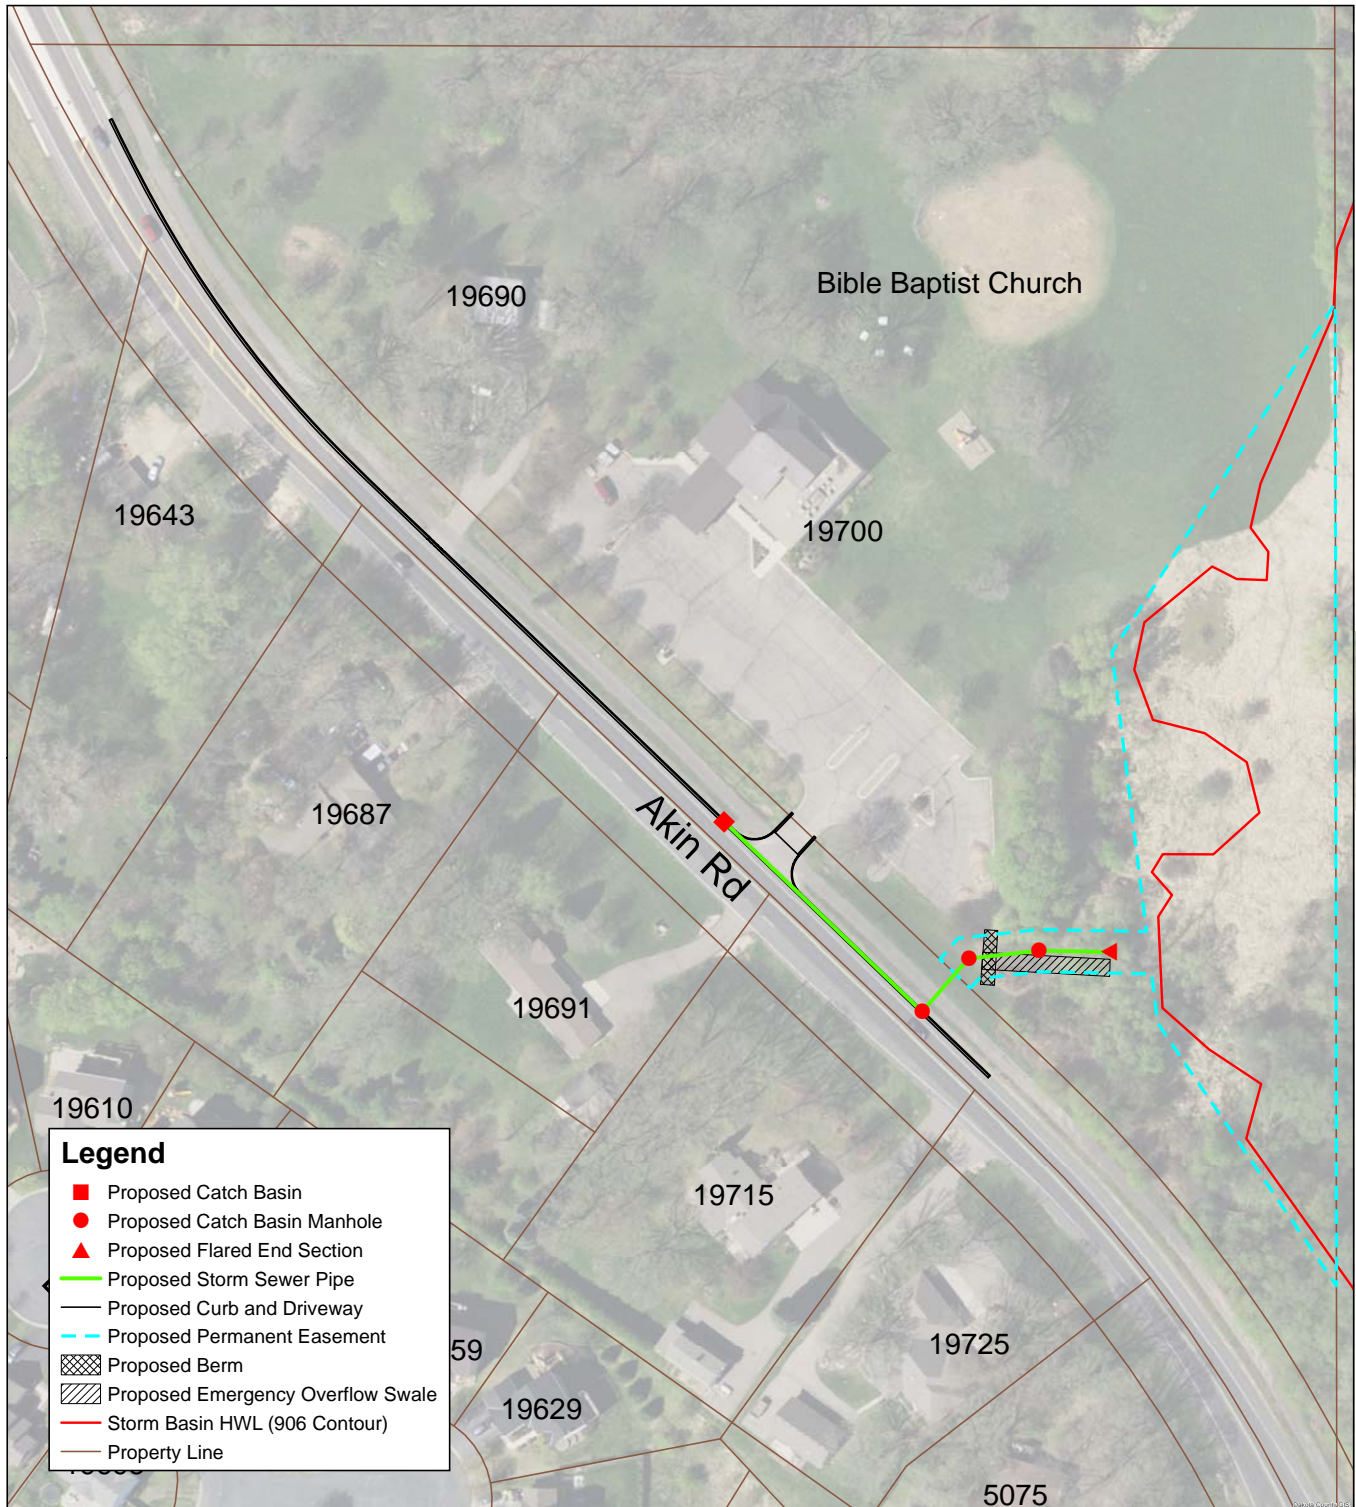 19690
Bible Baptist Church
19643
19700
19687
Akin Rd
19691
19610
19715
19725
59
19629
5075
Legend
Proposed Catch Basin
Proposed Catch Basin Manhole
Proposed Flared End Section
Proposed Storm Sewer Pipe
Proposed Curb and Driveway
Proposed Permanent Easement
Proposed Berm
Proposed Emergency Overflow Swale
Storm Basin HWL (906 Contour)
Property Line